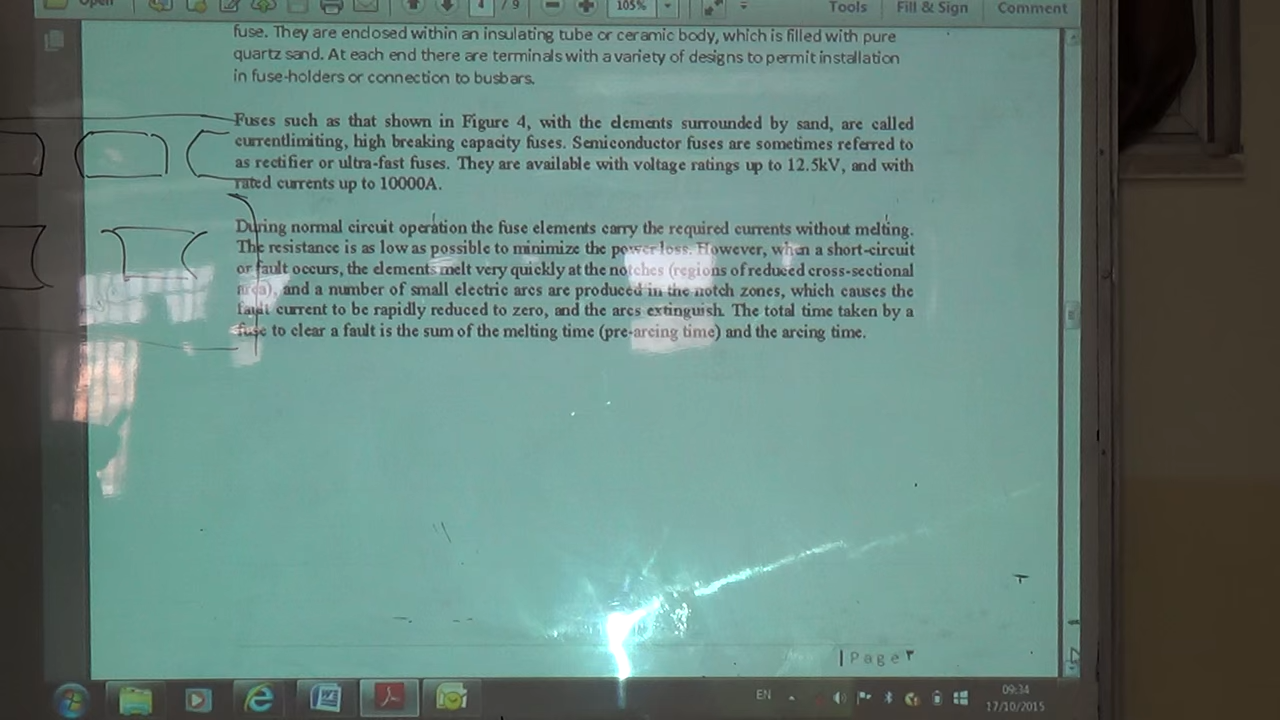 Open
4 / 9
105%
Tools
Fill & Sign
Comment
fuse. They are enclosed within an insulating tube or ceramic body, which is filled with pure
quartz sand. At each end there are terminals with a variety of designs to permit installation
in fuse-holders or connection to busbars.
Fuses such as that shown in Figure 4, with the elements surrounded by sand, are called
currentlimiting, high breaking capacity fuses. Semiconductor fuses are sometimes referred to
as rectifier or ultra-fast fuses. They are available with voltage ratings up to 12.5kV, and with
rated currents up to 10000A.
During normal circuit operation the fuse elements carry the required currents without melting.
The resistance is as low as possible to minimize the power loss. However, when a short-circuit
or fault occurs, the elements melt very quickly at the notches (regions of reduced cross-sectional
area), and a number of small electric arcs are produced in the notch zones, which causes the
fault current to be rapidly reduced to zero, and the arcs extinguish. The total time taken by a
fuse to clear a fault is the sum of the melting time (pre-arcing time) and the arcing time.
| Page ٣
EN
09:34
17/10/2015